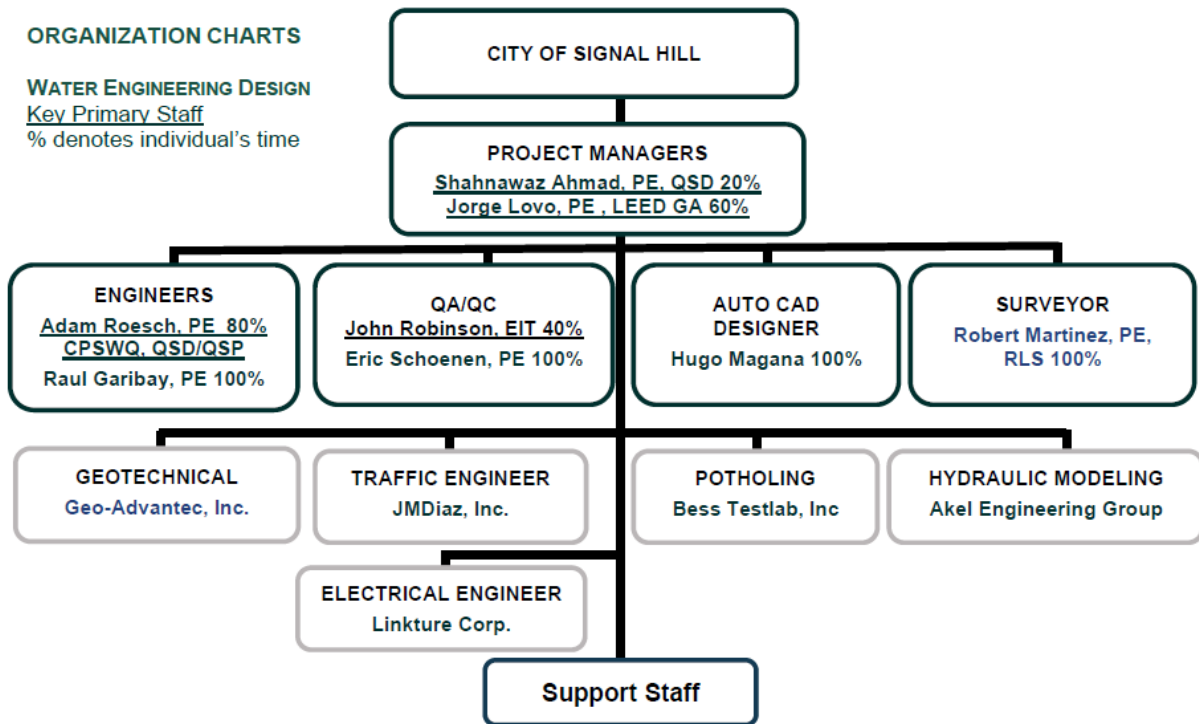 ORGANIZATION CHARTS
WATER ENGINEERING DESIGN
Key Primary Staff
% denotes individual's time
CITY OF SIGNAL HILL
PROJECT MANAGERS
Shahnawaz Ahmad, PE, QSD 20%
Jorge Lovo, PE , LEED GA 60%
ENGINEERS
Adam Roesch, PE 80%
CPSWQ, QSD/QSP
Raul Garibay, PE 100%
QA/QC
John Robinson, EIT 40%
Eric Schoenen, PE 100%
AUTO CAD
DESIGNER
Hugo Magana 100%
SURVEYOR
Robert Martinez, PE,
RLS 100%
GEOTECHNICAL
Geo-Advantec, Inc.
TRAFFIC ENGINEER
JMDiaz, Inc.
POTHOLING
Bess Testlab, Inc
HYDRAULIC MODELING
Akel Engineering Group
ELECTRICAL ENGINEER
Linkture Corp.
Support Staff